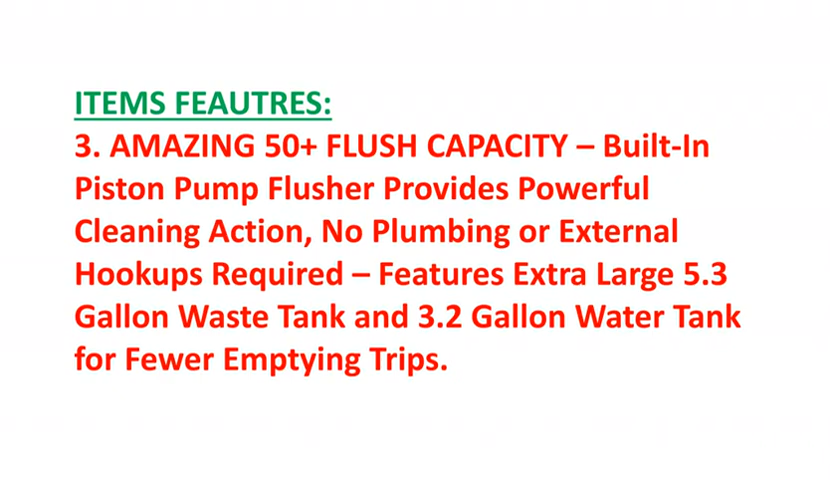 ITEMS FEAUTRES:
3. AMAZING 50+ FLUSH CAPACITY – Built-In
Piston Pump Flusher Provides Powerful
Cleaning Action, No Plumbing or External
Hookups Required – Features Extra Large 5.3
Gallon Waste Tank and 3.2 Gallon Water Tank
for Fewer Emptying Trips.